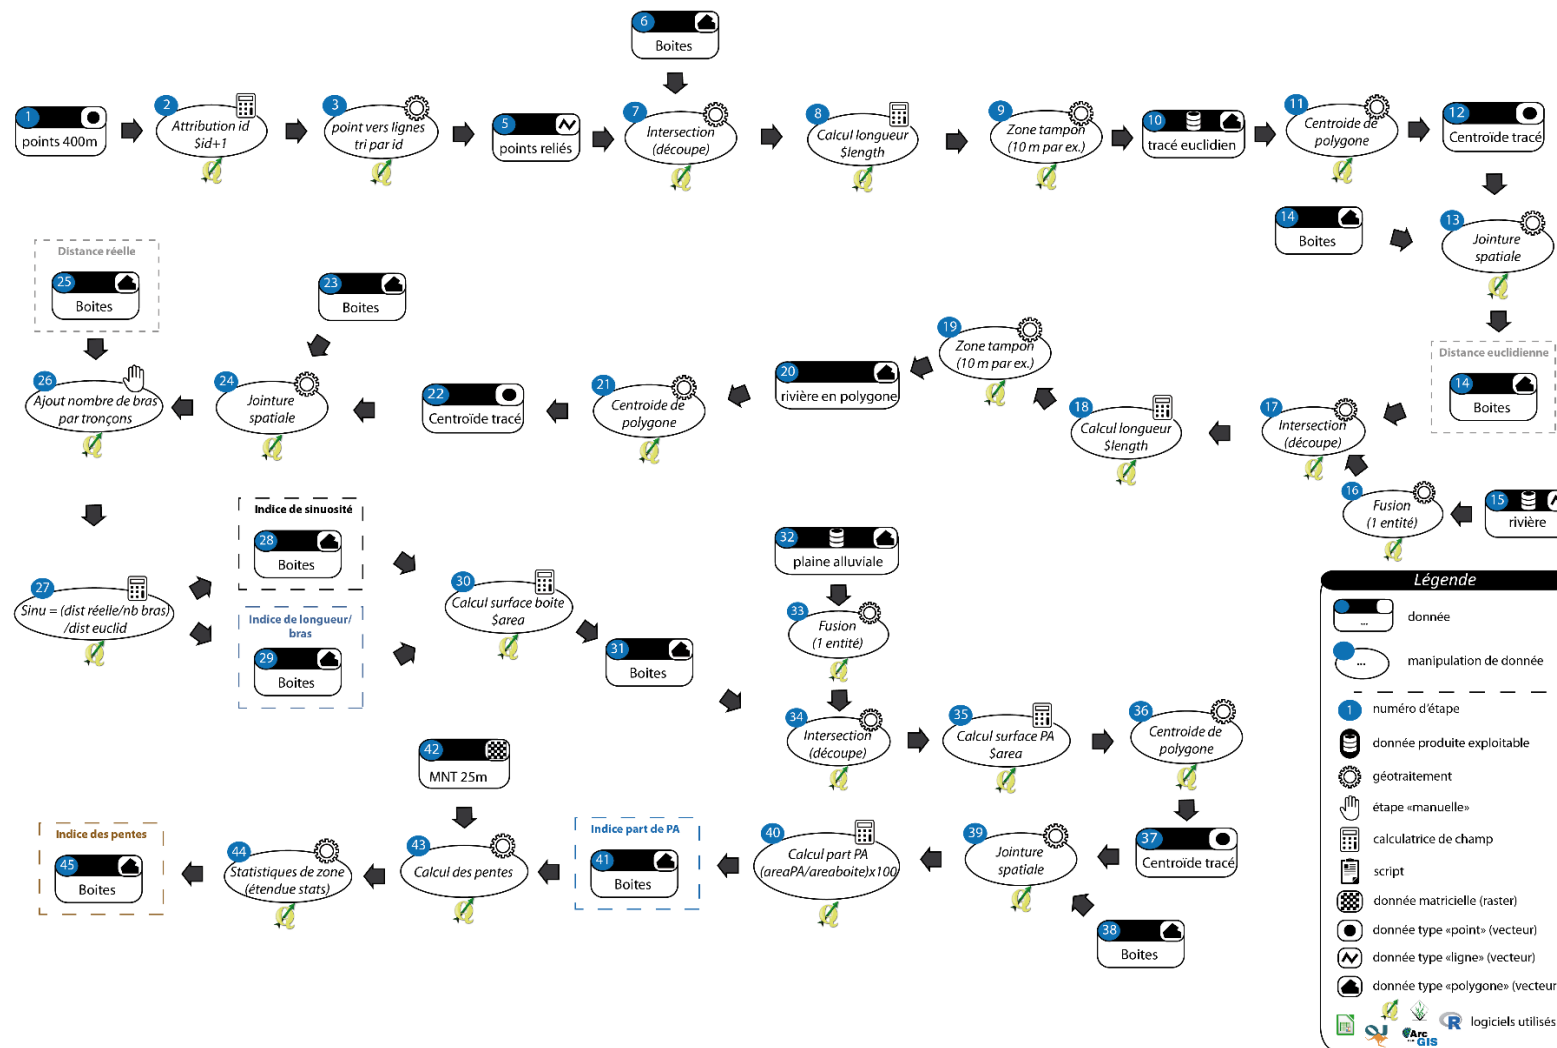 6
Boites
1
points 400m
2
Attribution id
$id+1
3
point vers lignes
tri par id
5
points reliés
7
Intersection
(découpe)
8
Calcul longueur
$length
9
Zone tampon
(10 m par ex.)
10
tracé euclidien
11
Centroide de
polygone
12
Centroïde tracé
14
Boites
13
Jointure
spatiale
Distance réelle
25
Boites
23
Boites
19
Zone tampon
(10 m par ex.)
Distance euclidienne
14
Boites
26
Ajout nombre de bras
par tronçons
24
Jointure
spatiale
22
Centroïde tracé
21
Centroide de
polygone
20
rivière en polygone
18
Calcul longueur
$length
17
Intersection
(découpe)
16
Fusion
(1 entité)
15
rivière
Indice de sinuosité
28
Boites
27
Sinu = (dist réelle/nb bras)
/dist euclid
Indice de longueur/
bras
29
Boites
30
Calcul surface boite
$area
31
Boites
32
plaine alluviale
33
Fusion
(1 entité)
34
Intersection
(découpe)
35
Calcul surface PA
$area
36
Centroide de
polygone
42
MNT 25m
Indice des pentes
45
Boites
44
Statistiques de zone
(étendue stats)
43
Calcul des pentes
Indice part de PA
41
Boites
40
Calcul part PA
(areaPA/areaboite)x100
39
Jointure
spatiale
37
Centroïde tracé
38
Boites
Légende
...
donnée
...
manipulation de donnée
1
numéro d'étape
donnée produite exploitable
géotraitement
étape «manuelle»
calculatrice de champ
script
donnée matricielle (raster)
donnée type «point» (vecteur)
donnée type «ligne» (vecteur)
donnée type «polygone» (vecteur
Arc
GIS
R
logiciels utilisés